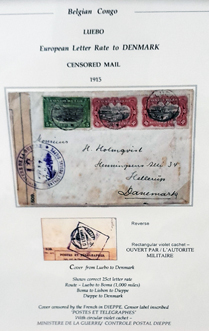 Belgian Congo
LUEBO
European Letter Rate to DENMARK
CENSORED MAIL
1915
H. Holmqvist
Danemark
Reverse
Rectangular violet cachet –
OUVERT PAR / L'AUTORITE
MILITAIRE
Cover from Luebo to Denmark
Shows correct 25ct letter rate
Route – Luebo to Boma (1,000 miles)
Boma to Lisbon to Dieppe
Dieppe to Denmark
Cover censored by the French in DIEPPE. Censor label inscribed
"POSTES ET TELEGRAPHES"
With circular violet cachet –
MINISTERE DE LA GUERRE/ CONTROLE POSTAL DIEPPE